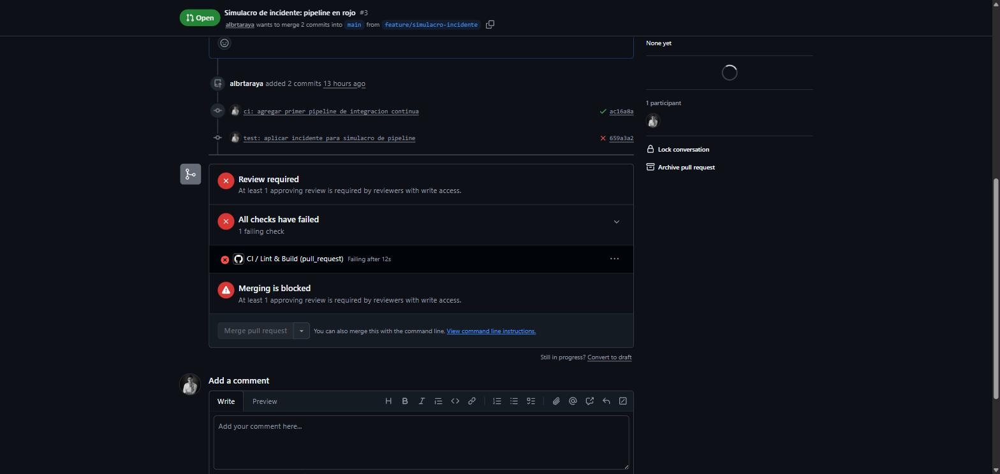 Open
Simulacro de incidente: pipeline en rojo #3
albrtaraya wants to merge 2 commits into main from feature/simulacro-incidente
None yet
albrtaraya added 2 commits 13 hours ago
ci: agregar primer pipeline de integracion continua ac16a8a
test: aplicar incidente para simulacro de pipeline 659a3a2
1 participant
Lock conversation
Archive pull request
Review required
At least 1 approving review is required by reviewers with write access.
All checks have failed
1 failing check
CI / Lint & Build (pull_request) Failing after 12s
Merging is blocked
At least 1 approving review is required by reviewers with write access.
Merge pull request You can also merge this with the command line. View command line instructions.
Still in progress? Convert to draft
Add a comment
Write Preview
Add your comment here...